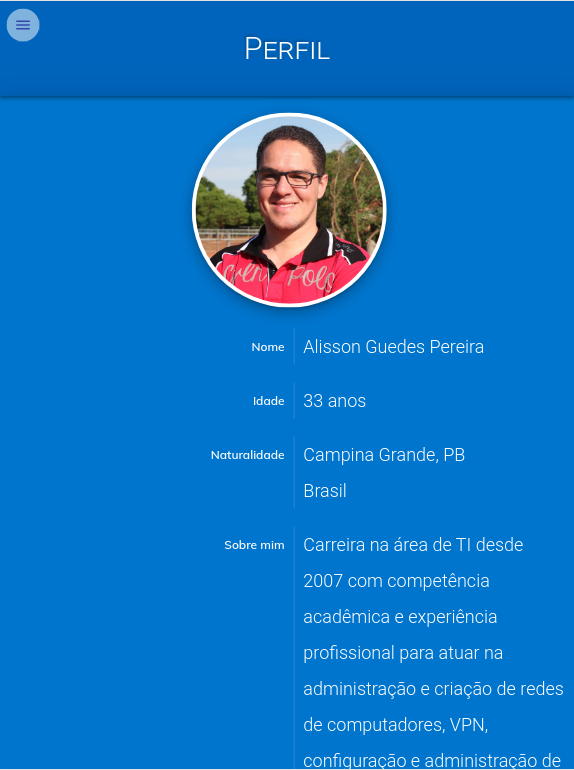 Perfil
Nome
Alisson Guedes Pereira
Idade
33 anos
Naturalidade
Campina Grande, PB
Brasil
Sobre mim
Carreira na área de TI desde
2007 com competência
acadêmica e experiência
profissional para atuar na
administração e criação de redes
de computadores, VPN,
configuração e administração de